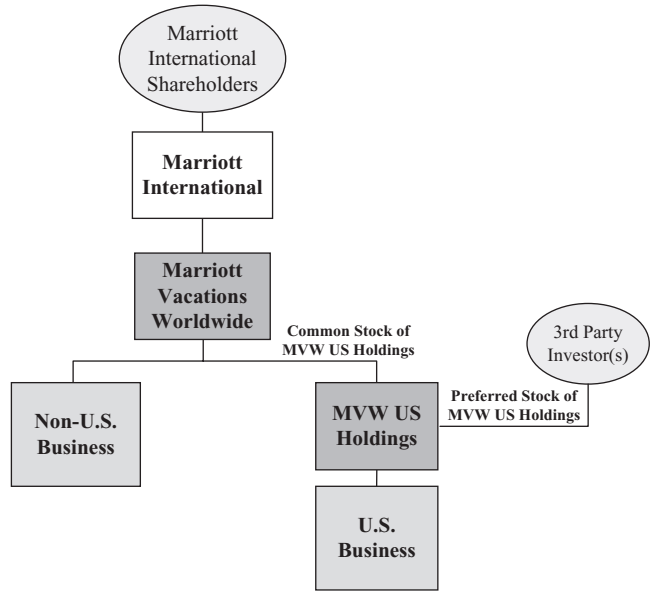 Marriott
International
Shareholders
Marriott
International
Marriott
Vacations
Worldwide
Common Stock of
MVW US Holdings
3rd Party
Investor(s)
Non-U.S.
Business
MVW US
Holdings
Preferred Stock of
MVW US Holdings
U.S.
Business